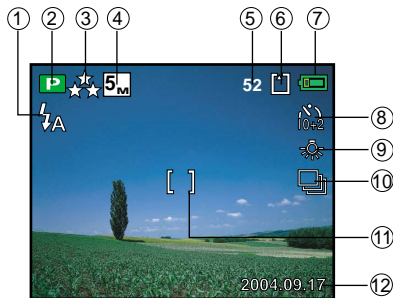 ① ② ③ ④ ⑤ ⑥ ⑦
P 5M 52
A 10+2 ⑧
⑨
⑩
⑪
2004.09.17 ⑫